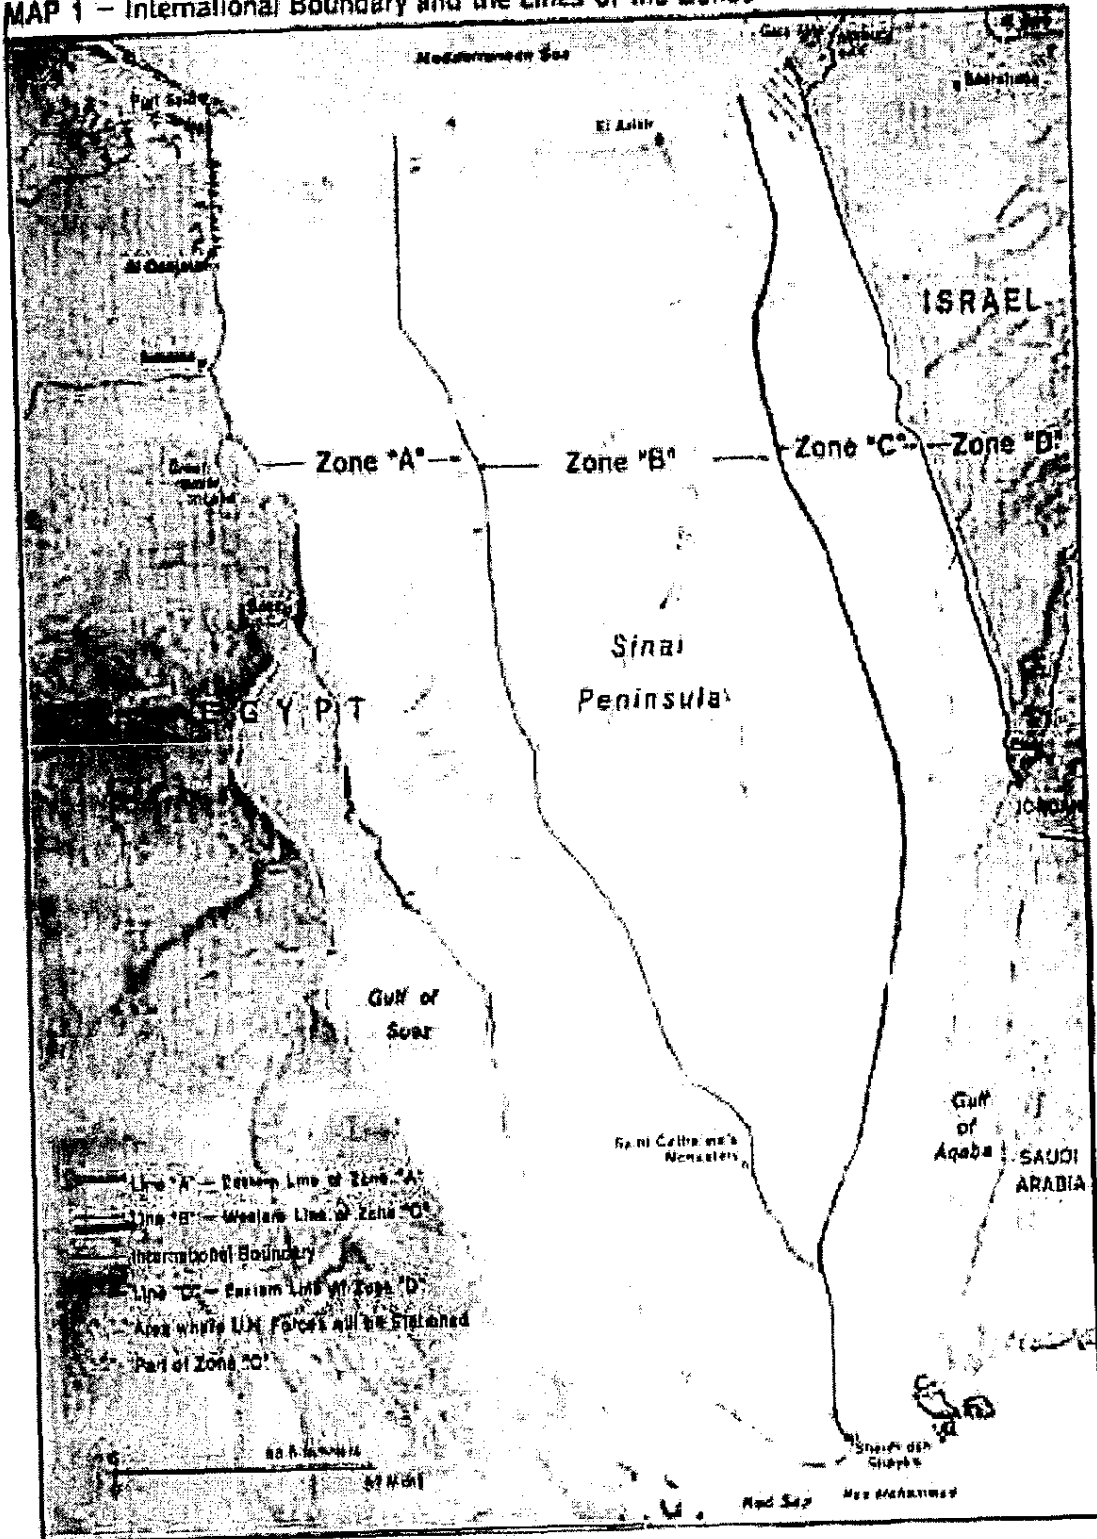 MAP 1 — International Boundary and the Lines of the Zones
Mediterranean Sea
Port Said
El Arish
Beersheba
ISRAEL
Zone "A"
Zone "B"
Zone "C"
Zone "D"
Great
Sinai
Peninsula
EGYPT
JORDAN
Gulf of
Suez
Saint Catherine's
Monastery
Gulf
of
Aqaba
SAUDI
ARABIA
Line "A" — Eastern Line of Zone "A"
Line "B" — Western Line of Zone "C"
International Boundary
Line "D" — Eastern Line of Zone "D"
Area where U.N. Forces will be Stationed
Part of Zone "C"
Red Sea
Ras Mohammed